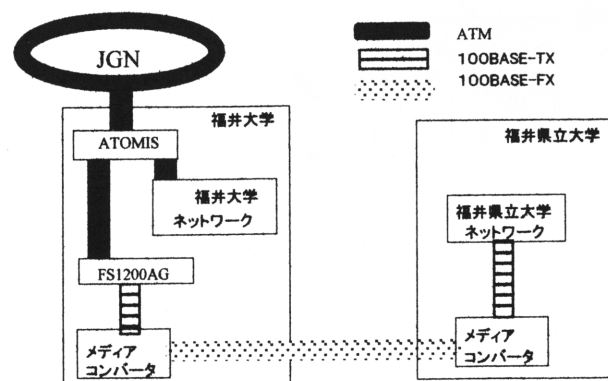 JGN
ATM
100BASE-TX
100BASE-FX
福井大学
ATOMIS
福井大学
ネットワーク
FS1200AG
メディア
コンバータ
福井県立大学
福井県立大学
ネットワーク
メディア
コンバータ